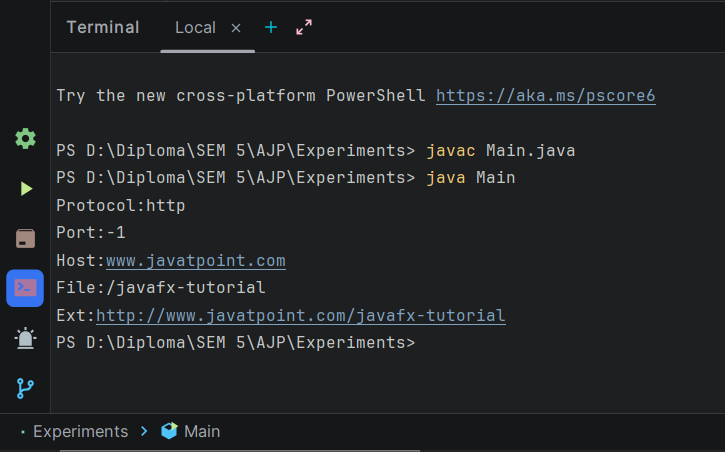 Terminal Local × +
Try the new cross-platform PowerShell https://aka.ms/pscore6
PS D:\Diploma\SEM 5\AJP\Experiments> javac Main.java
PS D:\Diploma\SEM 5\AJP\Experiments> java Main
Protocol:http
Port:-1
Host:www.javatpoint.com
File:/javafx-tutorial
Ext:http://www.javatpoint.com/javafx-tutorial
PS D:\Diploma\SEM 5\AJP\Experiments>
Experiments > Main